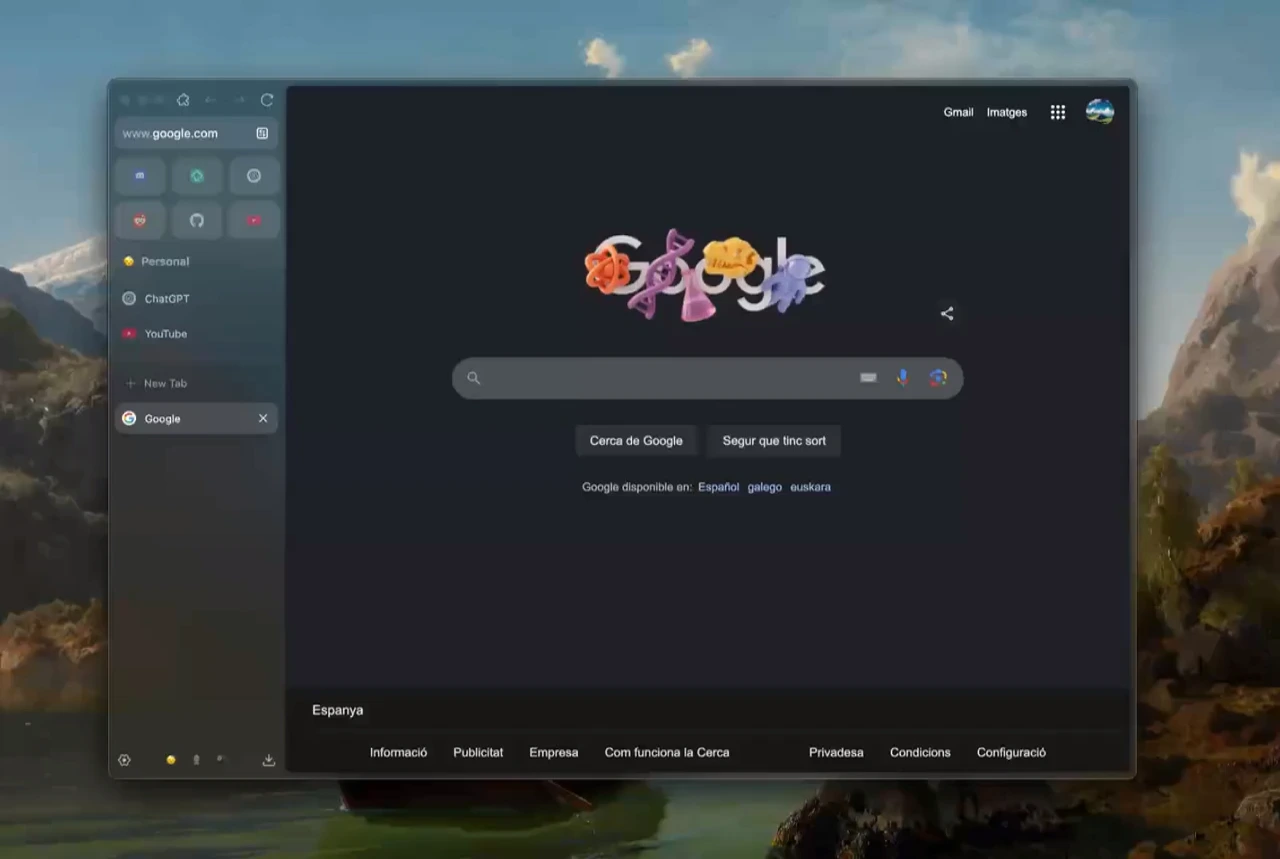 www.google.com
Personal
ChatGPT
YouTube
New Tab
Google
Gmail Imatges
Google
Cerca de Google Segur que tinc sort
Google disponible en: Español galego euskara
Espanya
Informació Publicitat Empresa Com funciona la Cerca Privadesa Condicions Configuració